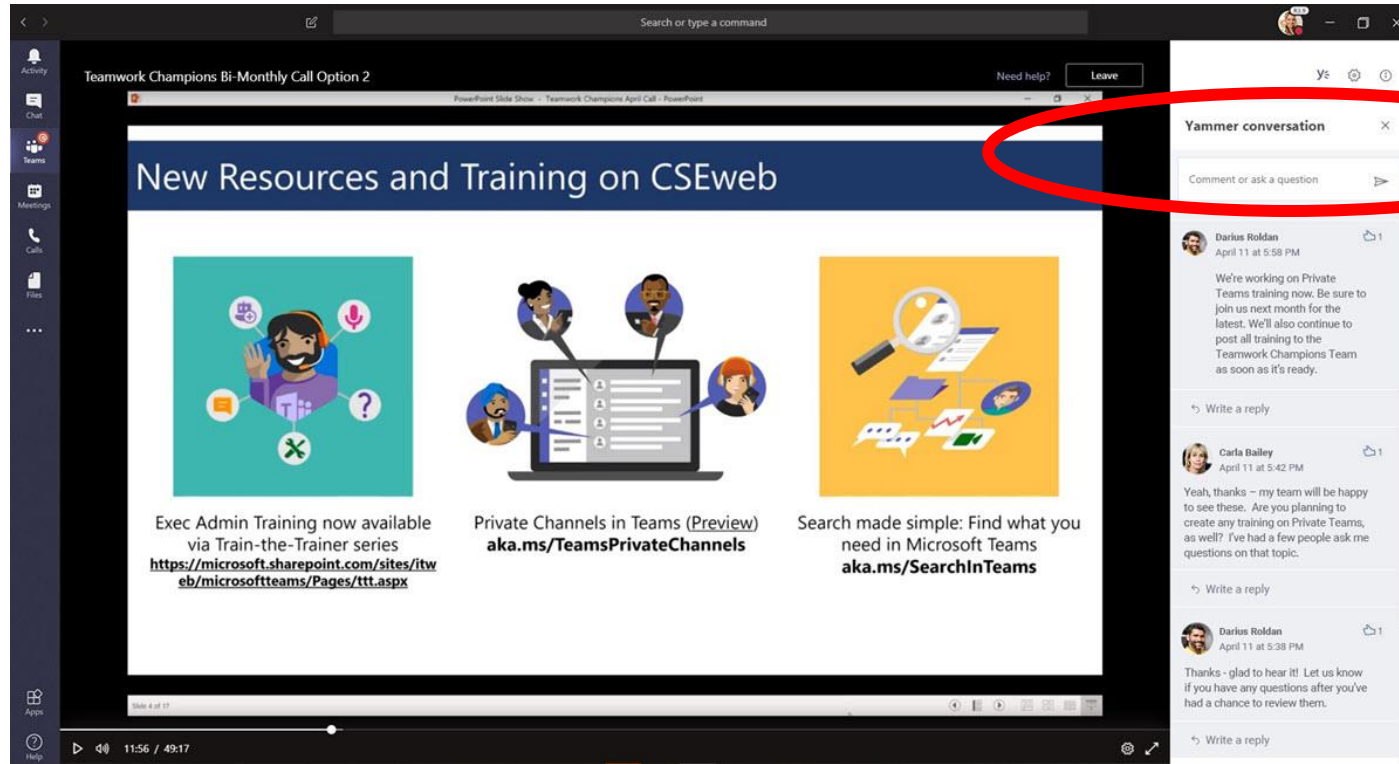 Search or type a command
Activity
Chat
Teams
Meetings
Calls
Files
Apps
Help
Teamwork Champions Bi-Monthly Call Option 2
Need help?
Leave
PowerPoint Slide Show - Teamwork Champions April Call - PowerPoint
New Resources and Training on CSEweb
Exec Admin Training now available
via Train-the-Trainer series
https://microsoft.sharepoint.com/sites/itw
eb/microsoftteams/Pages/ttt.aspx
Private Channels in Teams (Preview)
aka.ms/TeamsPrivateChannels
Search made simple: Find what you
need in Microsoft Teams
aka.ms/SearchInTeams
Slide 4 of 17
11:56 / 49:17
Yammer conversation
Comment or ask a question
Darius Roldan
1
April 11 at 5:58 PM
We're working on Private
Teams training now. Be sure to
join us next month for the
latest. We'll also continue to
post all training to the
Teamwork Champions Team
as soon as it's ready.
Write a reply
Carla Bailey
1
April 11 at 5:42 PM
Yeah, thanks – my team will be happy
to see these. Are you planning to
create any training on Private Teams,
as well? I've had a few people ask me
questions on that topic.
Write a reply
Darius Roldan
1
April 11 at 5:38 PM
Thanks - glad to hear it! Let us know
if you have any questions after you've
had a chance to review them.
Write a reply